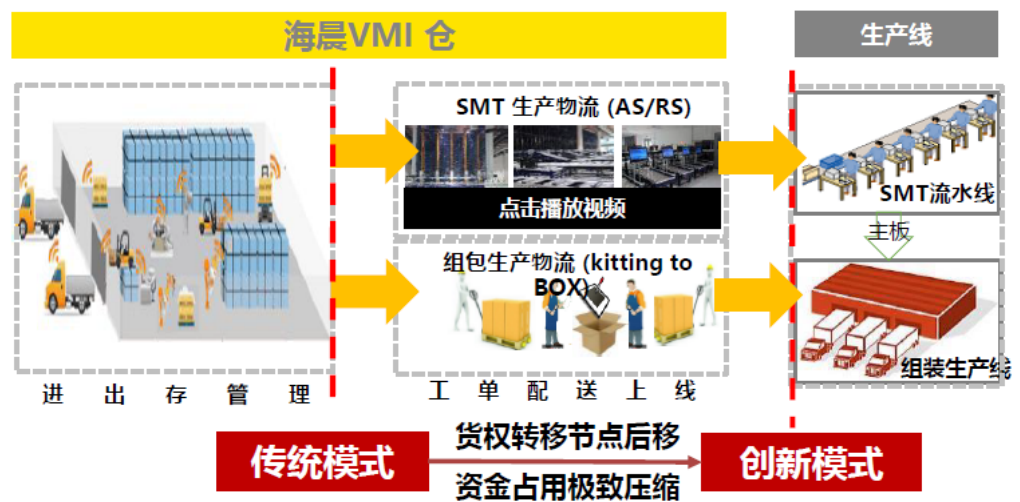 海晨VMI 仓
生产线
SMT 生产物流 (AS/RS)
点击播放视频
SMT流水线
主板
组包生产物流 (kitting to
BOX)
组装生产线
进 出 存 管 理
工 单 配 送 上 线
传统模式
货权转移节点后移
资金占用极致压缩
创新模式